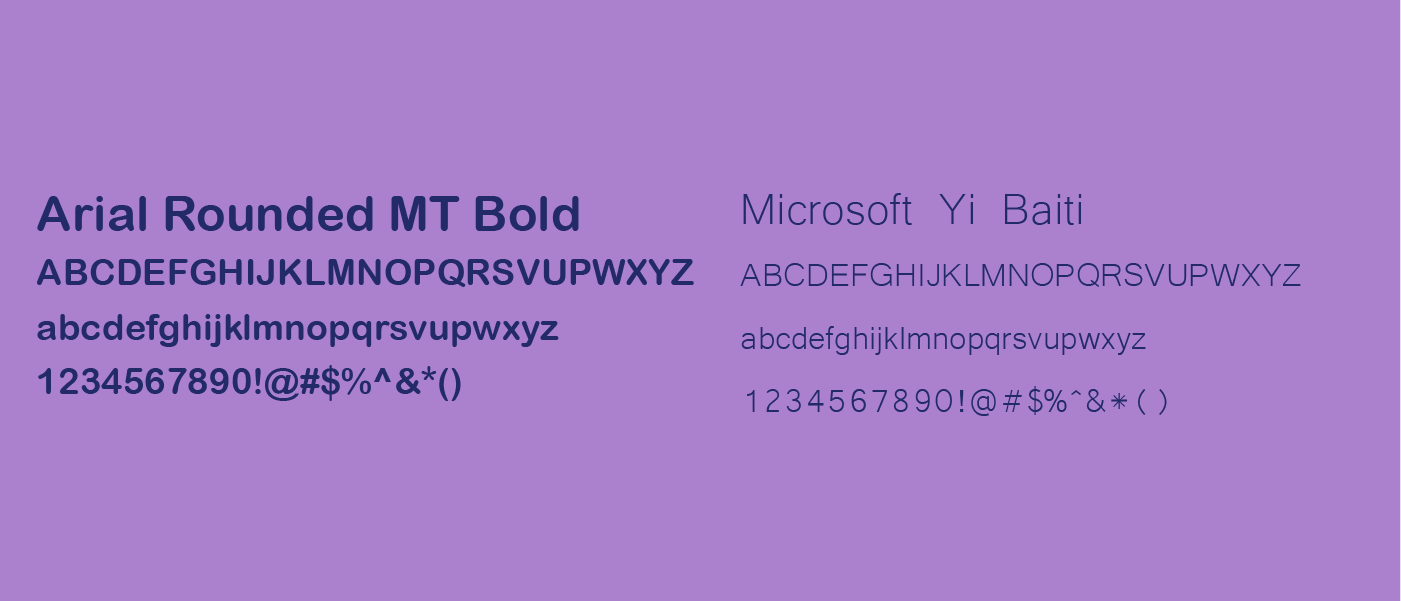 Arial Rounded MT Bold
ABCDEFGHIJKLMNOPQRSVUPWXYZ
abcdefghijklmnopqrsvupwxyz
1234567890!@#$%^&*()
Microsoft Yi Baiti
ABCDEFGHIJKLMNOPQRSVUPWXYZ
abcdefghijklmnopqrsvupwxyz
1234567890!@#$%^&*()